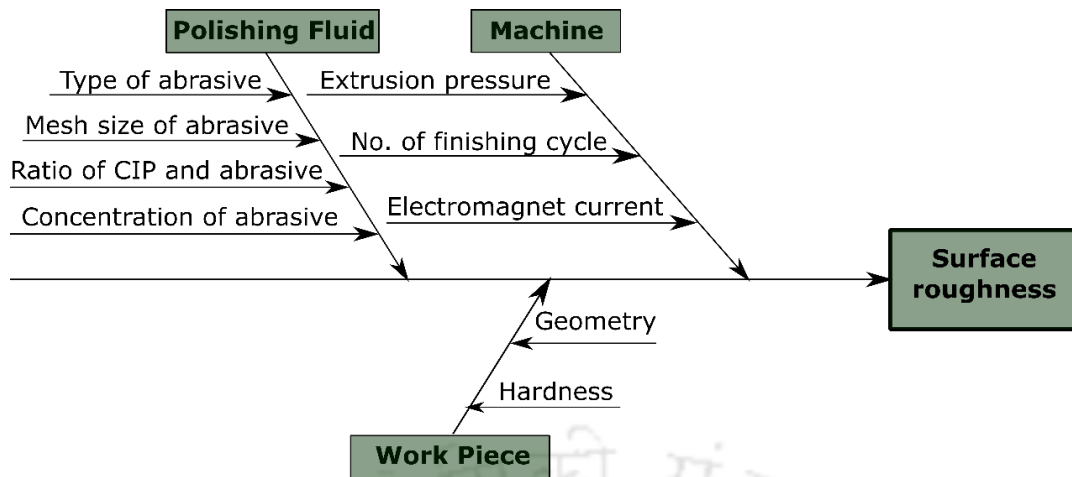 Polishing Fluid
Machine
Type of abrasive
Extrusion pressure
Mesh size of abrasive
No. of finishing cycle
Ratio of CIP and abrasive
Concentration of abrasive
Electromagnet current
Surface
roughness
Geometry
Hardness
Work Piece